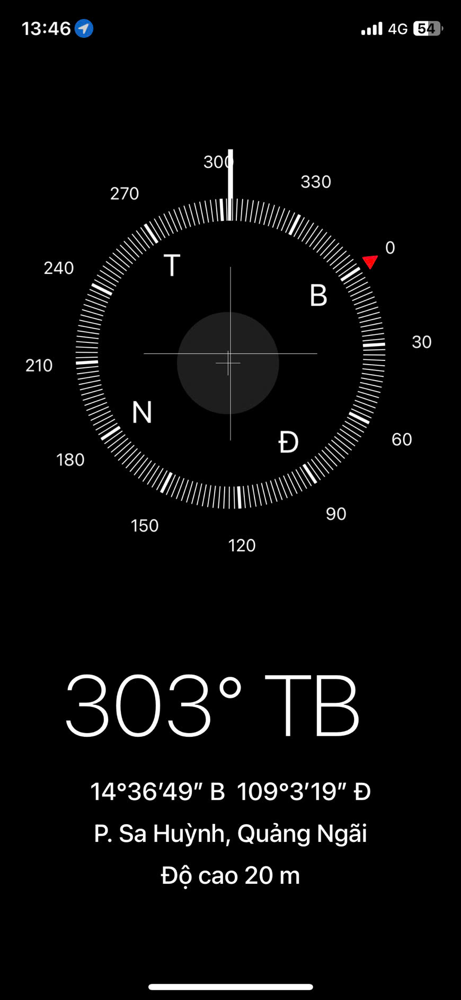 13:46 4G 54
300
270 330
0
240 T
B
30
210
N Đ
60
180
90
150
120
303° TB
14°36′49″ B 109°3′19″ Đ
P. Sa Huỳnh, Quảng Ngãi
Độ cao 20 m